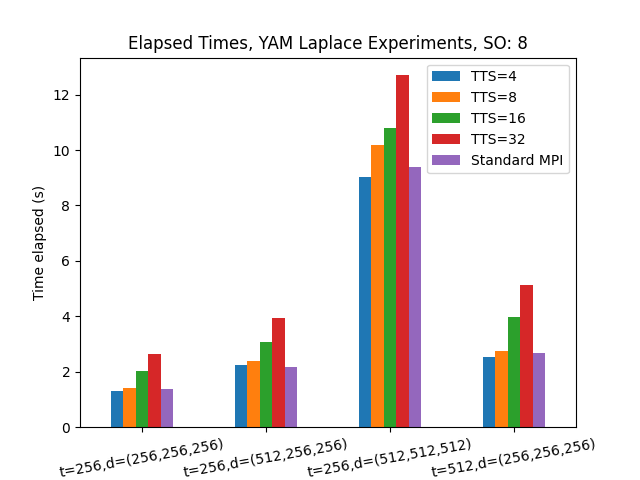 Elapsed Times, YAM Laplace Experiments, SO: 8
TTS=4
TTS=8
TTS=16
TTS=32
Standard MPI
Time elapsed (s)
12
10
8
6
4
2
0
t=256,d=(256,256,256)
t=256,d=(512,256,256)
t=256,d=(512,512,512)
t=512,d=(256,256,256)